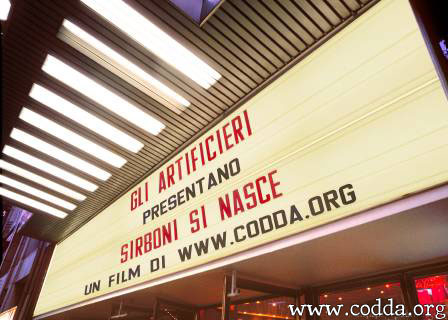 GLI ARTIFICIERI
PRESENTANO
SIRBONI SI NASCE
UN FILM DI WWW.CODDA.ORG
www.codda.org